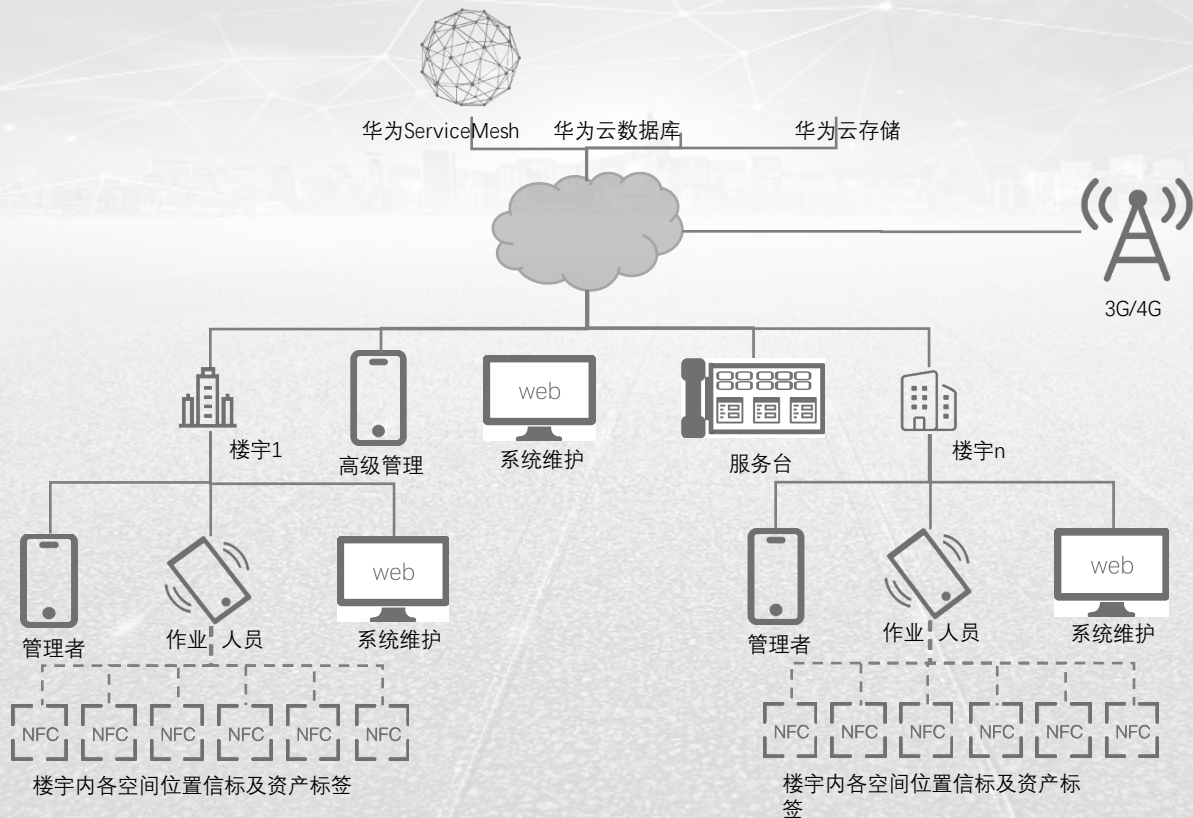 华为ServiceMesh
华为云数据库
华为云存储
3G/4G
web
楼宇1
高级管理
系统维护
服务台
楼宇n
web
web
管理者
作业 人员
系统维护
管理者
作业 人员
系统维护
NFC
NFC
NFC
NFC
NFC
NFC
NFC
NFC
NFC
NFC
NFC
NFC
楼宇内各空间位置信标及资产标签
楼宇内各空间位置信标及资产标
签